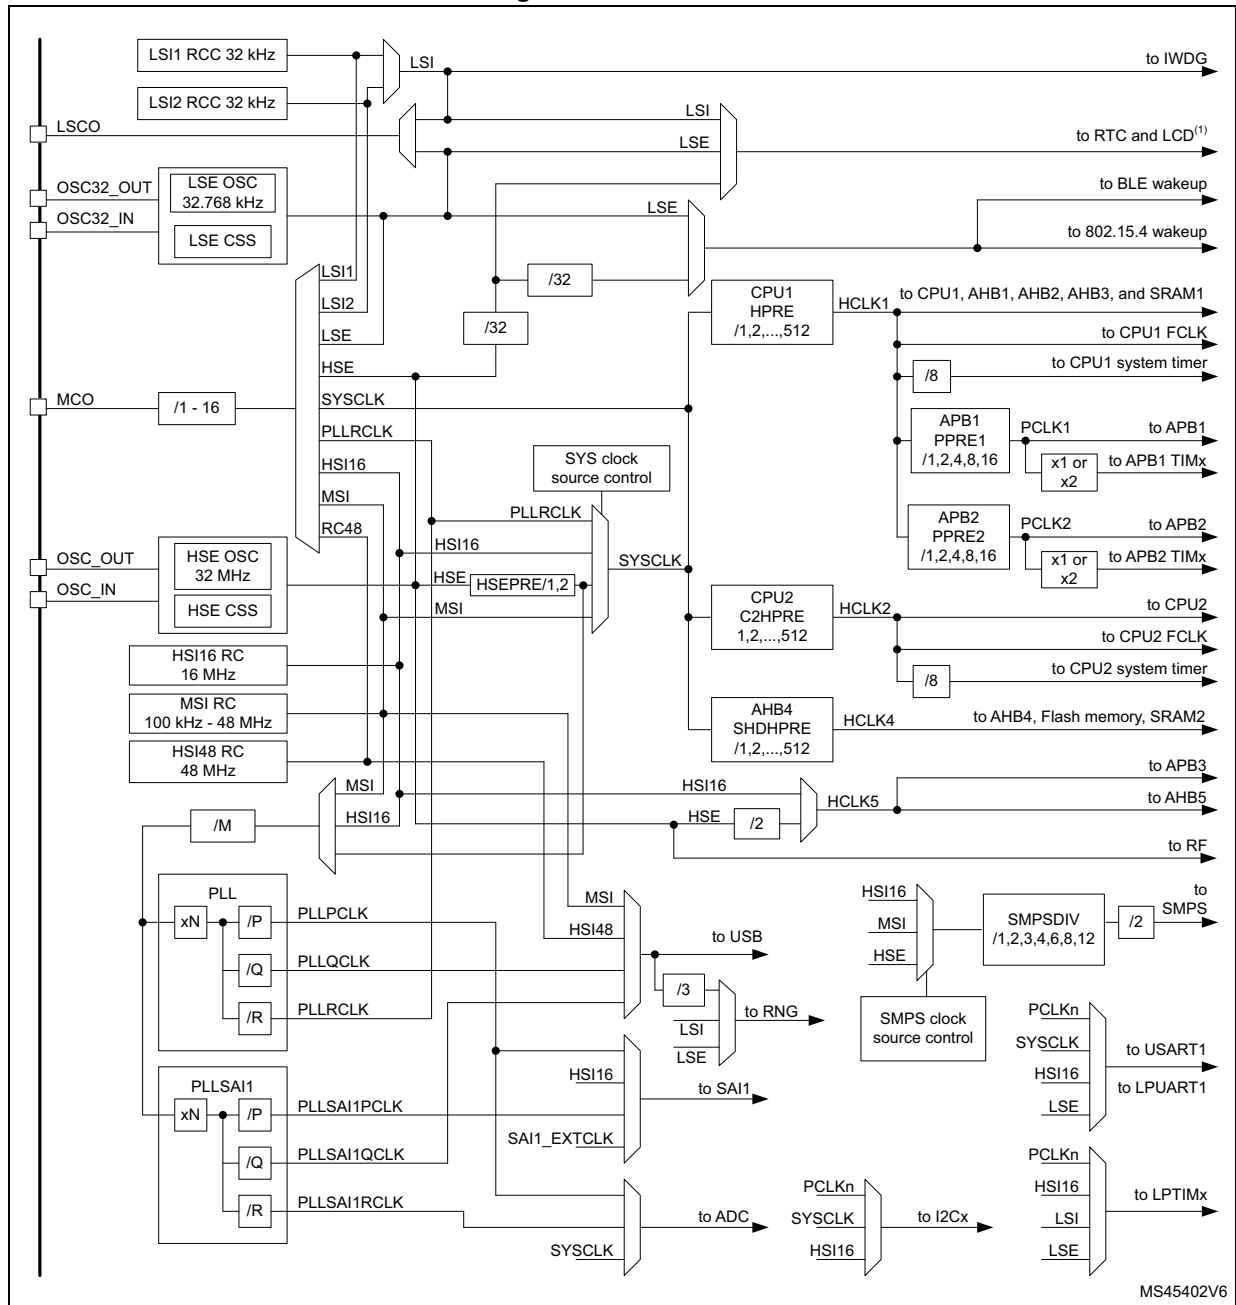 LSI1 RCC 32 kHz
LSI
to IWDG
LSI2 RCC 32 kHz
LSCO
LSI
LSE
to RTC and LCD(1)
OSC32_OUT
OSC32_IN
LSE OSC
32.768 kHz
LSE CSS
LSE
to BLE wakeup
to 802.15.4 wakeup
LSI1
LSI2
LSE
HSE
SYSCLK
PLLRCLK
HSI16
MSI
RC48
/32
/32
MCO
/1 - 16
CPU1
HPRE
/1,2,...,512
HCLK1
to CPU1, AHB1, AHB2, AHB3, and SRAM1
to CPU1 FCLK
/8
to CPU1 system timer
APB1
PPRE1
/1,2,4,8,16
PCLK1
to APB1
x1 or
x2
to APB1 TIMx
APB2
PPRE2
/1,2,4,8,16
PCLK2
to APB2
x1 or
x2
to APB2 TIMx
SYS clock
source control
PLLRCLK
HSI16
HSE
HSEPRE/1,2
MSI
SYSCLK
OSC_OUT
OSC_IN
HSE OSC
32 MHz
HSE CSS
CPU2
C2HPRE
1,2,...,512
HCLK2
to CPU2
to CPU2 FCLK
/8
to CPU2 system timer
HSI16 RC
16 MHz
MSI RC
100 kHz - 48 MHz
HSI48 RC
48 MHz
AHB4
SHDHPRE
/1,2,...,512
HCLK4
to AHB4, Flash memory, SRAM2
MSI
HSI16
/M
HSI16
HSE
/2
HCLK5
to APB3
to AHB5
to RF
PLL
xN
/P
/Q
/R
PLLPCLK
PLLQCLK
PLLRCLK
MSI
HSI48
to USB
/3
LSI
LSE
to RNG
HSI16
MSI
HSE
SMPSDIV
/1,2,3,4,6,8,12
/2
to
SMPS
SMPS clock
source control
PLLSAI1
xN
/P
/Q
/R
PLLSAI1PCLK
PLLSAI1QCLK
PLLSAI1RCLK
HSI16
SAI1_EXTCLK
to SAI1
SYSCLK
to ADC
PCLKn
SYSCLK
HSI16
to I2Cx
PCLKn
SYSCLK
HSI16
LSE
to USART1
to LPUART1
PCLKn
HSI16
LSI
LSE
to LPTIMx
MS45402V6